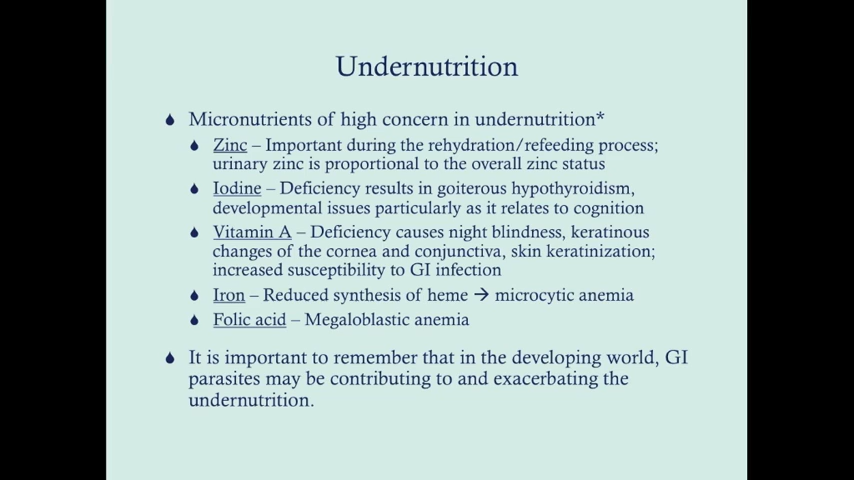 Undernutrition
Micronutrients of high concern in undernutrition*
Zinc – Important during the rehydration/refeeding process;
urinary zinc is proportional to the overall zinc status
Iodine – Deficiency results in goiterous hypothyroidism,
developmental issues particularly as it relates to cognition
Vitamin A – Deficiency causes night blindness, keratinous
changes of the cornea and conjunctiva, skin keratinization;
increased susceptibility to GI infection
Iron – Reduced synthesis of heme → microcytic anemia
Folic acid – Megaloblastic anemia
It is important to remember that in the developing world, GI
parasites may be contributing to and exacerbating the
undernutrition.